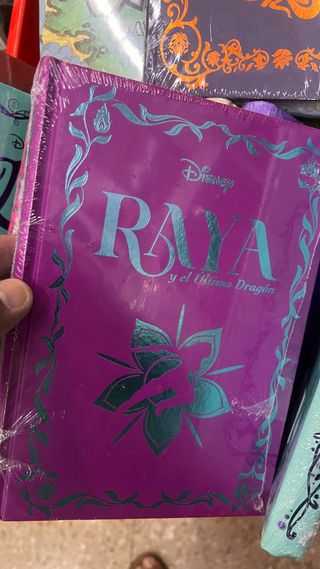 Disney
RAYA
y el Último Dragón